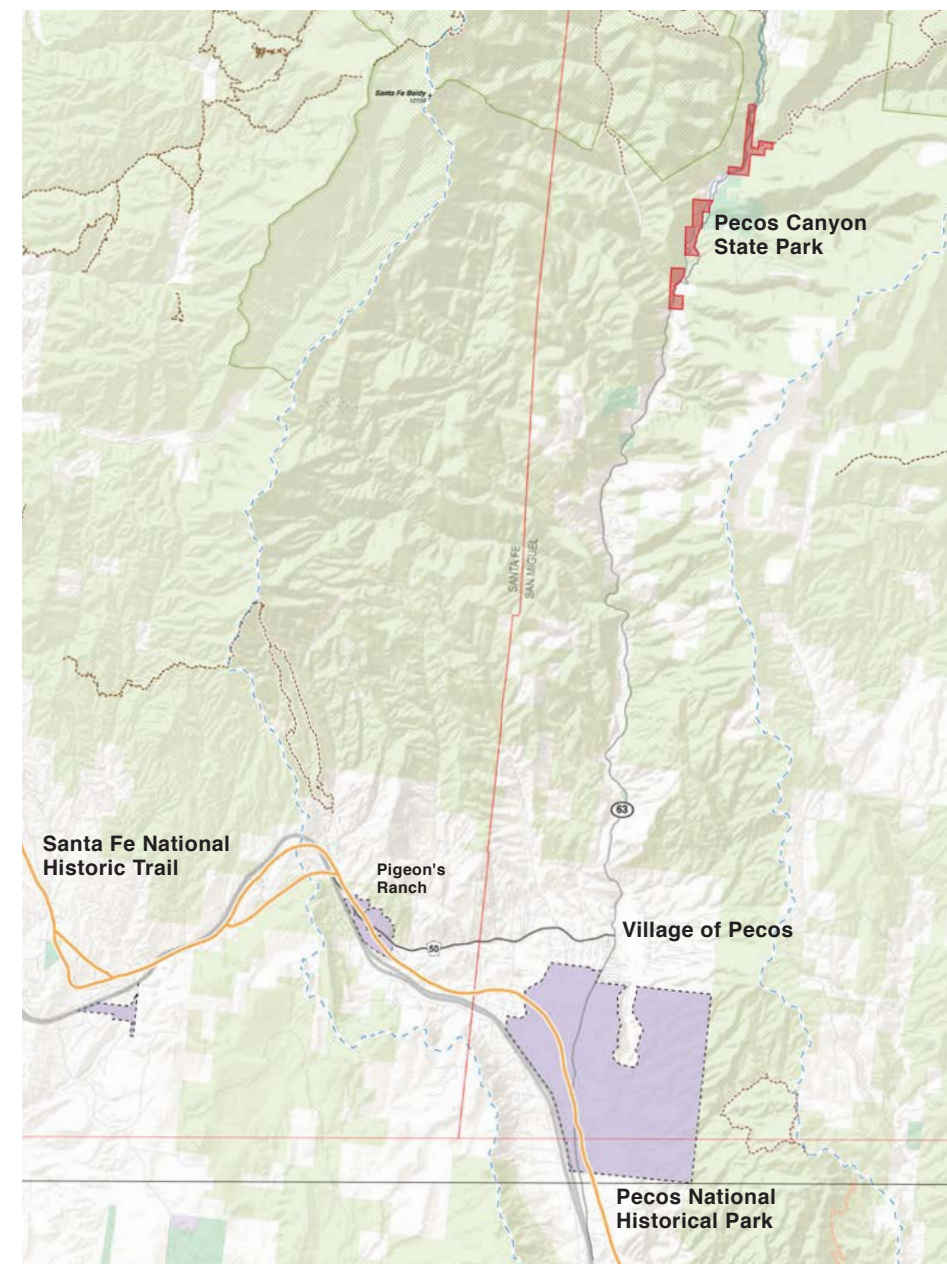 Santa Fe Baldy
Pecos Canyon
State Park
SANTA FE
SAN MIGUEL
63
Santa Fe National
Historic Trail
Pigeon's
Ranch
Village of Pecos
50
Pecos National
Historical Park